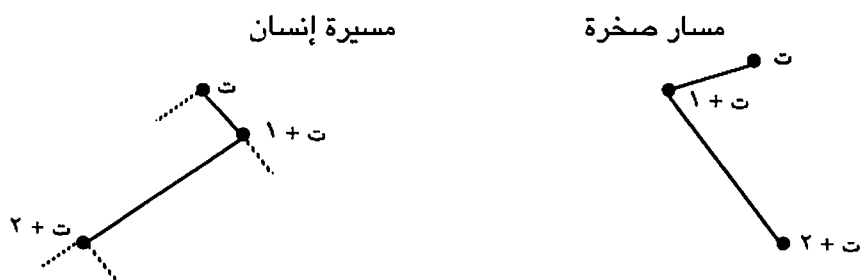 مسار صخرة
ت
ت + ١
ت + ٢
مسيرة إنسان
ت
ت + ١
ت + ٢